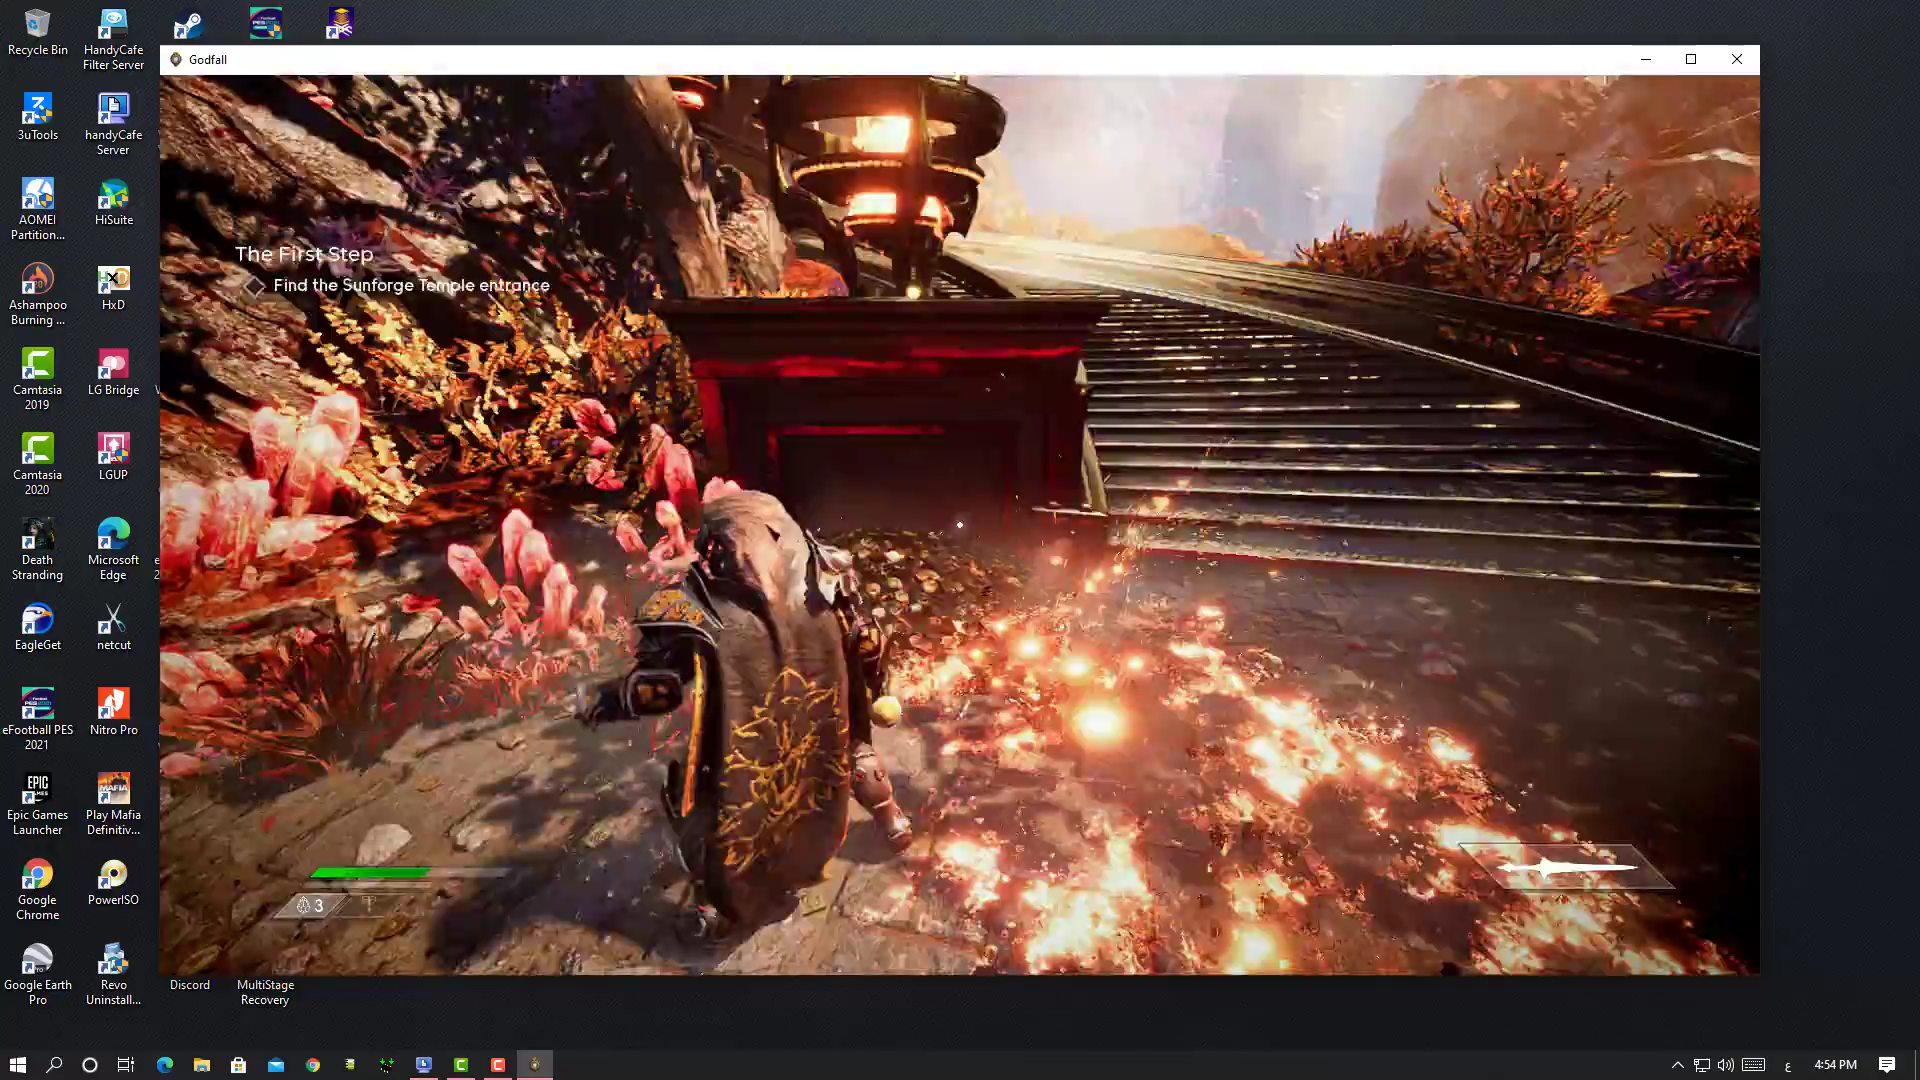 Recycle Bin
HandyCafe
Filter Server
Godfall
3uTools
handyCafe
Server
AOMEI
Partition...
HiSuite
The First Step
Find the Sunforge Temple entrance
Ashampoo
Burning ...
HxD
Camtasia
2019
LG Bridge
Camtasia
2020
LGUP
Death
Stranding
Microsoft
Edge
EagleGet
netcut
eFootball PES
2021
Nitro Pro
EPIC
GAMES
Epic Games
Launcher
MAFIA
Play Mafia
Definitiv...
3
Google
Chrome
PowerISO
Google Earth
Pro
Revo
Uninstall...
Discord
MultiStage
Recovery
ع
4:54 PM